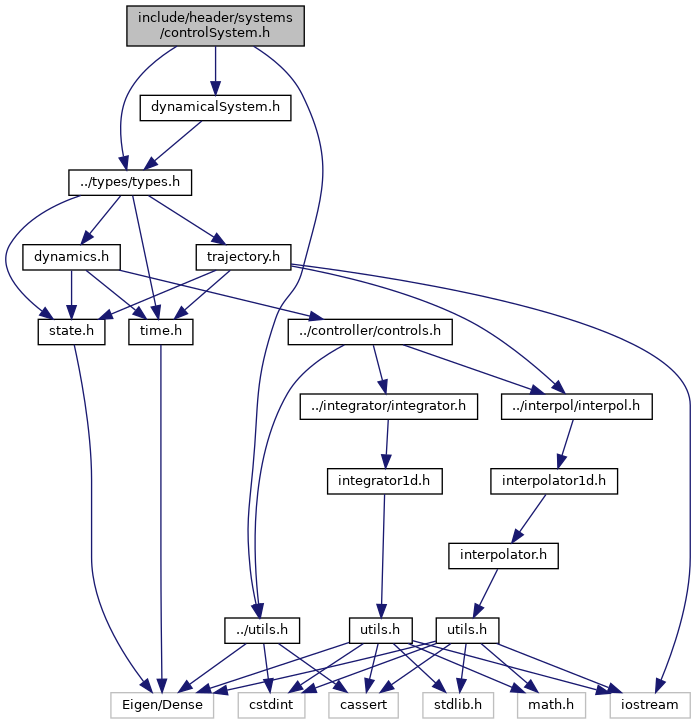 include/header/systems
/controlSystem.h
dynamicalSystem.h
../types/types.h
dynamics.h
trajectory.h
state.h
time.h
../controller/controls.h
../integrator/integrator.h
../interpol/interpol.h
integrator1d.h
interpolator1d.h
interpolator.h
../utils.h
utils.h
utils.h
Eigen/Dense
cstdint
cassert
stdlib.h
math.h
iostream